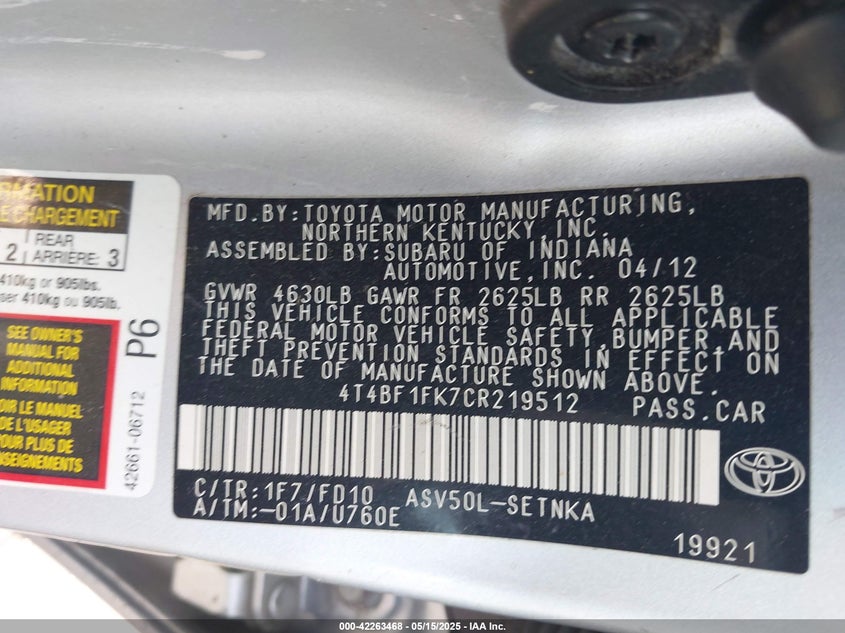 RMATION
E CHARGEMENT
2 | REAR
ARRIÈRE: 3
410kg or 905lbs.
ser 410kg ou 905lb.
SEE OWNER'S
MANUAL FOR
ADDITIONAL
INFORMATION
OIR LE MANUEL
DE L'USAGER
POUR PLUS DE
NSEIGNEMENTS
P6
42661-06712
MFD.BY:TOYOTA MOTOR MANUFACTURING,
NORTHERN KENTUCKY,INC.
ASSEMBLED BY:SUBARU OF INDIANA
AUTOMOTIVE,INC. 04/12
GVWR 4630LB GAWR FR 2625LB RR 2625LB
THIS VEHICLE CONFORMS TO ALL APPLICABLE
FEDERAL MOTOR VEHICLE SAFETY,BUMPER,AND
THEFT PREVENTION STANDARDS IN EFFECT ON
THE DATE OF MANUFACTURE SHOWN ABOVE.
4T4BF1FK7CR219512 PASS.CAR
C/TR:1F7/FD10 ASV50L-SETNKA
A/TM:-01A/U760E
19921
000-42263468 - 05/15/2025 - IAA Inc.